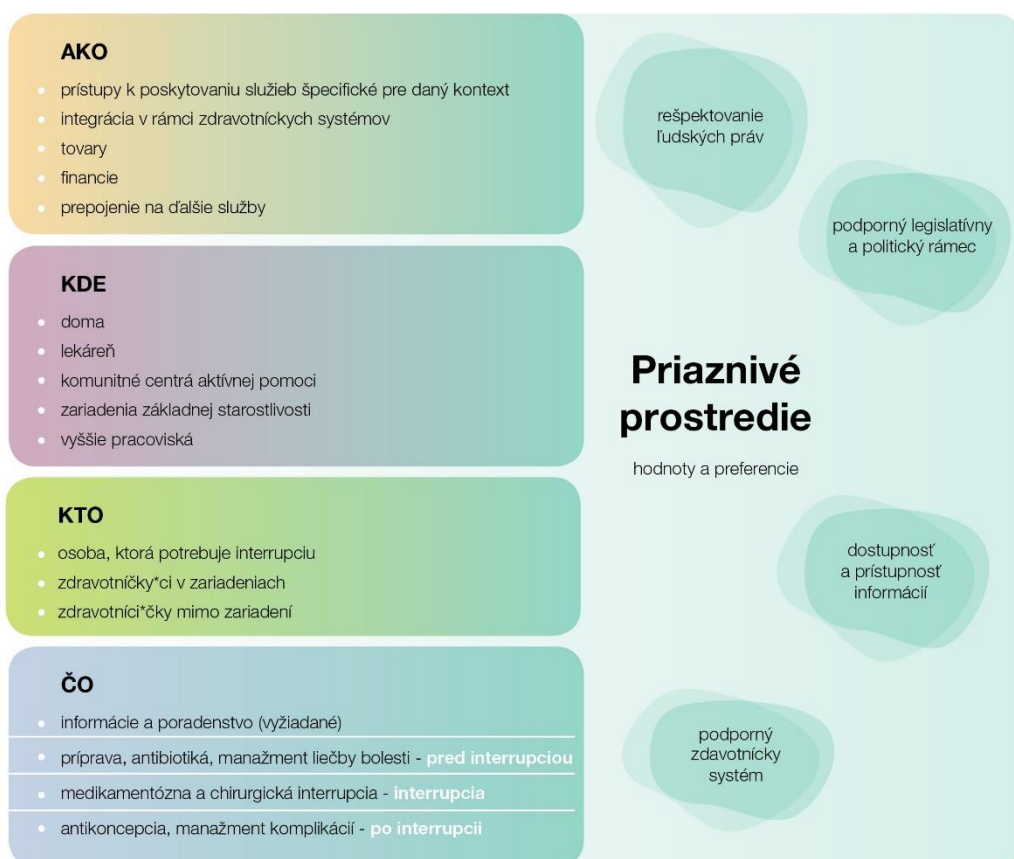 AKO
prístupy k poskytovaniu služieb špecifické pre daný kontext
integrácia v rámci zdravotníckych systémov
tovary
financie
prepojenie na ďalšie služby
KDE
doma
lekáreň
komunitné centrá aktívnej pomoci
zariadenia základnej starostlivosti
vyššie pracoviská
KTO
osoba, ktorá potrebuje interrupciu
zdravotníčky*ci v zariadeniach
zdravotníci*čky mimo zariadení
ČO
informácie a poradenstvo (vyžiadané)
príprava, antibiotiká, manažment liečby bolesti - pred interrupciou
medikamentózna a chirurgická interrupcia - interrupcia
antikoncepcia, manažment komplikácií - po interrupcii
rešpektovanie
ľudských práv
podporný legislatívny
a politický rámec
Priaznivé
prostredie
hodnoty a preferencie
dostupnosť
a prístupnosť
informácií
podporný
zdavotnícky
systém